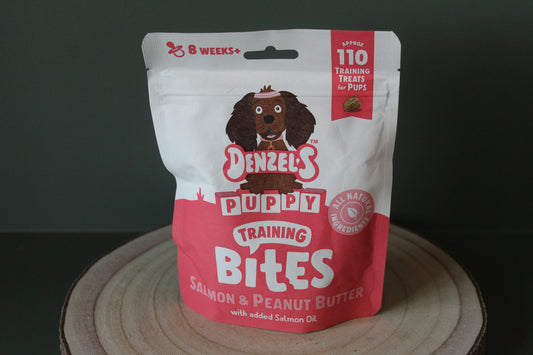 8 WEEKS+
APPROX
110
TRAINING
TREATS
for PUPS
DENZEL'S™
PUPPY
ALL NATURAL
INGREDIENTS
TRAINING
BITES
SALMON & PEANUT BUTTER
with added Salmon Oil